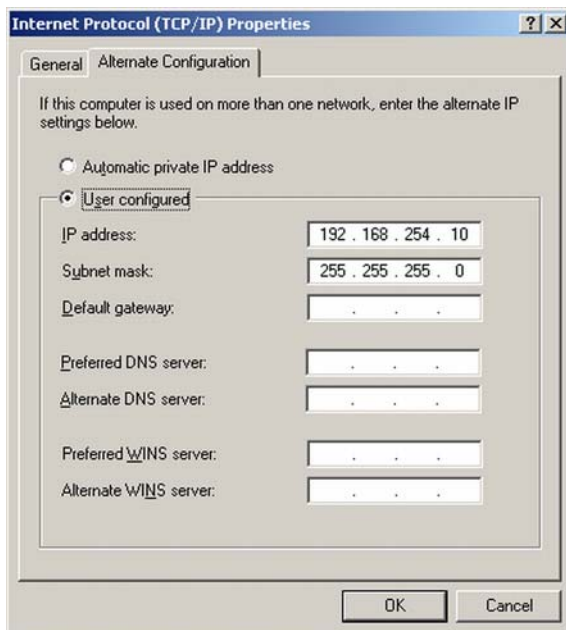 Internet Protocol (TCP/IP) Properties
General
Alternate Configuration
If this computer is used on more than one network, enter the alternate IP
settings below.
Automatic private IP address
User configured
IP address: 192 . 168 . 254 . 10
Subnet mask: 255 . 255 . 255 . 0
Default gateway: . . .
Preferred DNS server: . . .
Alternate DNS server: . . .
Preferred WINS server: . . .
Alternate WINS server: . . .
OK Cancel